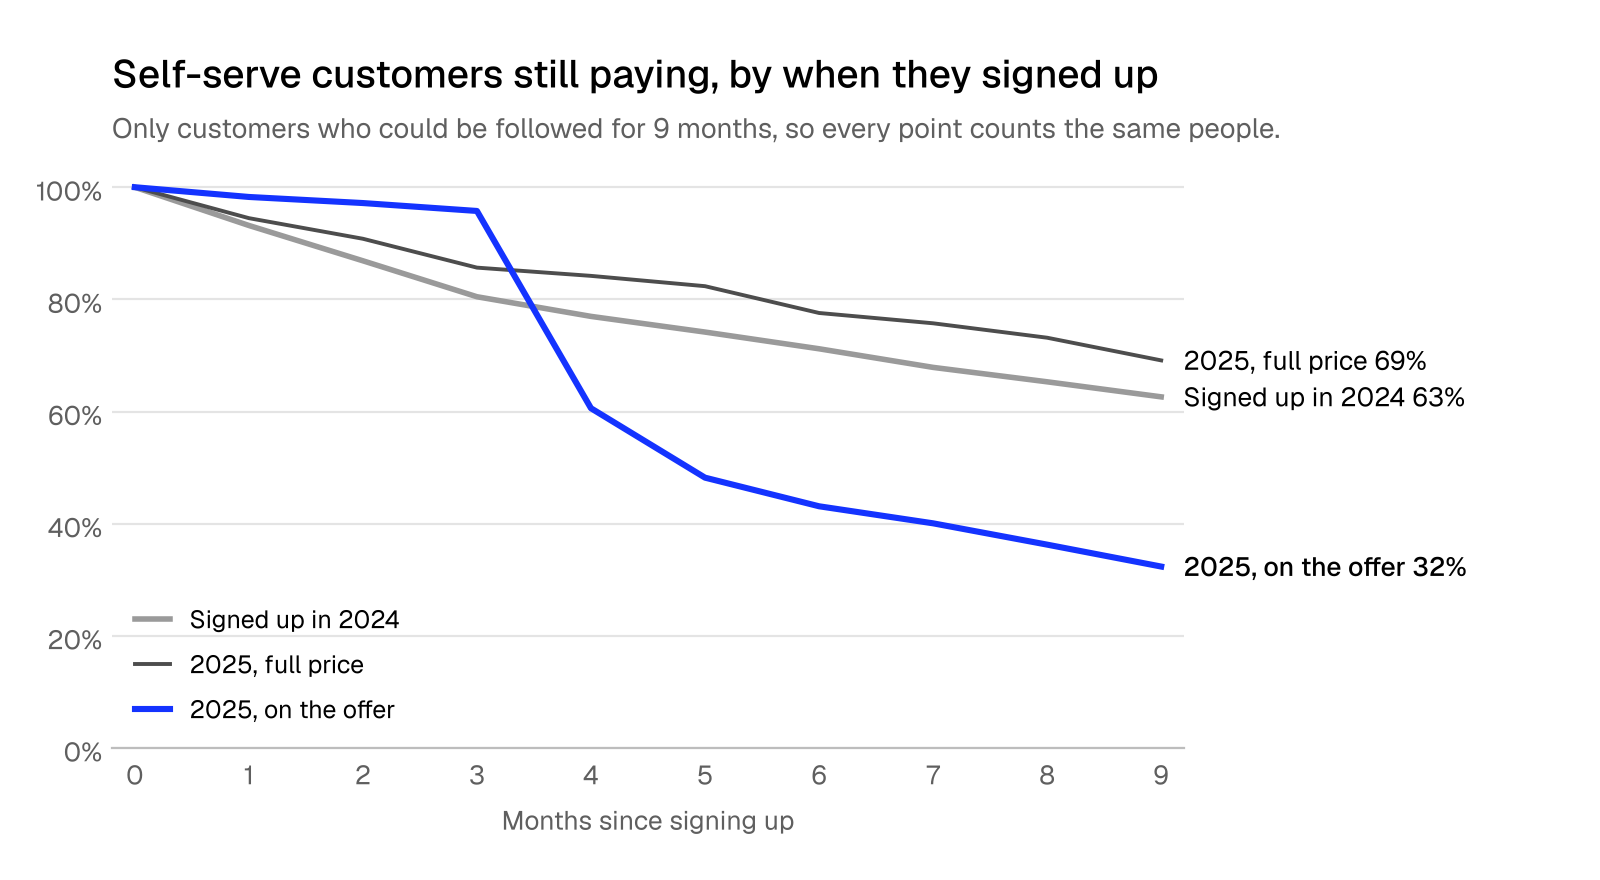 Self-serve customers still paying, by when they signed up
Only customers who could be followed for 9 months, so every point counts the same people.
100%
80%
60%
40%
20%
0%
2025, full price 69%
Signed up in 2024 63%
2025, on the offer 32%
Signed up in 2024
2025, full price
2025, on the offer
0 1 2 3 4 5 6 7 8 9
Months since signing up